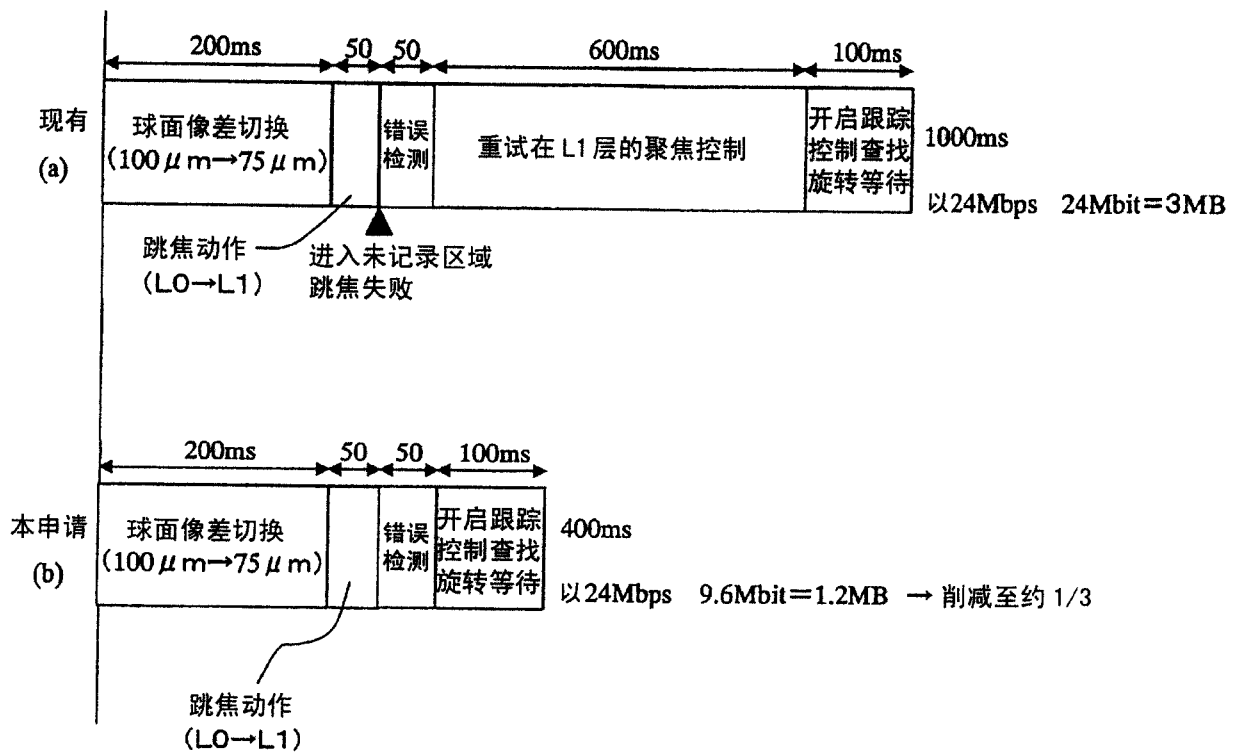 200ms 50 50 600ms 100ms
现有
(a)
球面像差切换
(100μm→75μm)
错误
检测
重试在L1层的聚焦控制
开启跟踪
控制查找
旋转等待
1000ms
以24Mbps 24Mbit=3MB
跳焦动作
(L0→L1)
进入未记录区域
跳焦失败
200ms 50 50 100ms
本申请
(b)
球面像差切换
(100μm→75μm)
错误
检测
开启跟踪
控制查找
旋转等待
400ms
以24Mbps 9.6Mbit=1.2MB → 削减至约1/3
跳焦动作
(L0→L1)